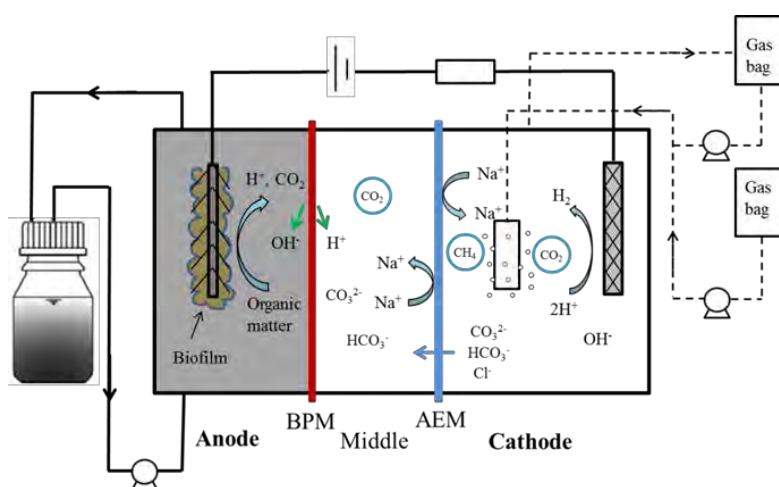 Gas
bag
Gas
bag
H⁺, CO₂
OH⁻
Organic
matter
Biofilm
H⁺
CO₂
Na⁺
Na⁺
CO₃²⁻
HCO₃⁻
Na⁺
Na⁺
CH₄
CO₂
H₂
2H⁺
OH⁻
CO₃²⁻
HCO₃⁻
Cl⁻
Anode
BPM
Middle
AEM
Cathode